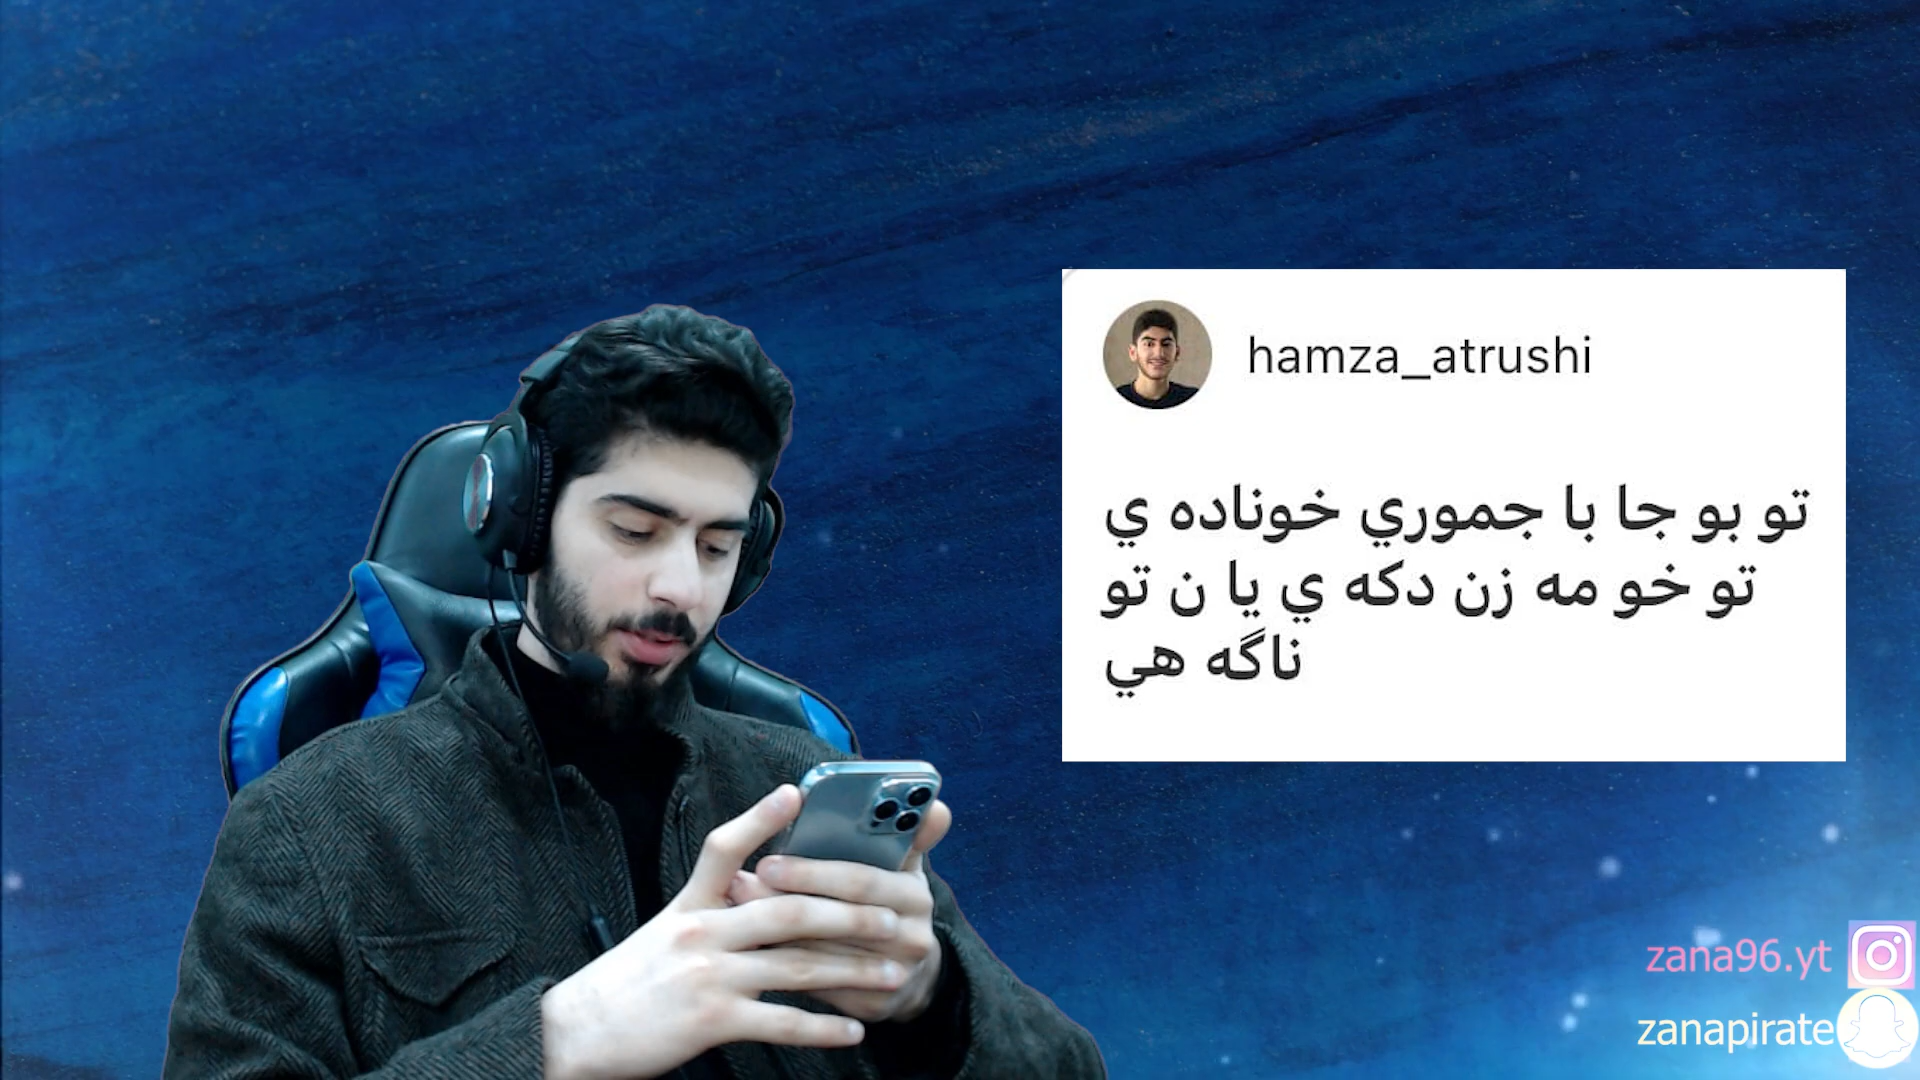 hamza_atrushi
تو بو جا با جموري خوناده ي
تو خو مه زن دكه ي يا ن تو
ناگه هي
zana96.yt
zanapirate